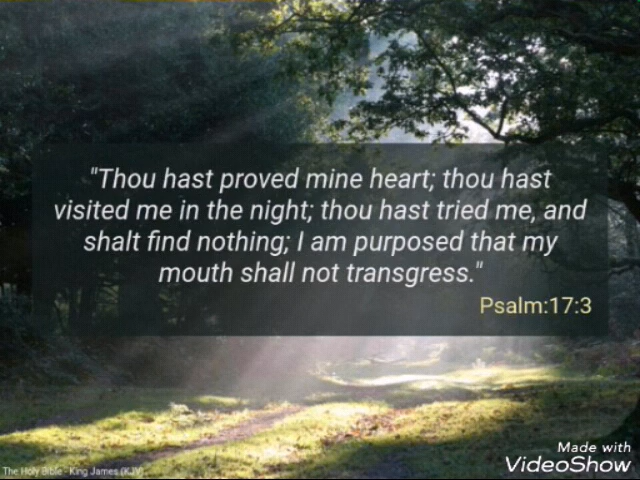 "Thou hast proved mine heart; thou hast
visited me in the night; thou hast tried me, and
shalt find nothing; I am purposed that my
mouth shall not transgress."
Psalm:17:3
The Holy Bible - King James (KJV)
Made with
VideoShow